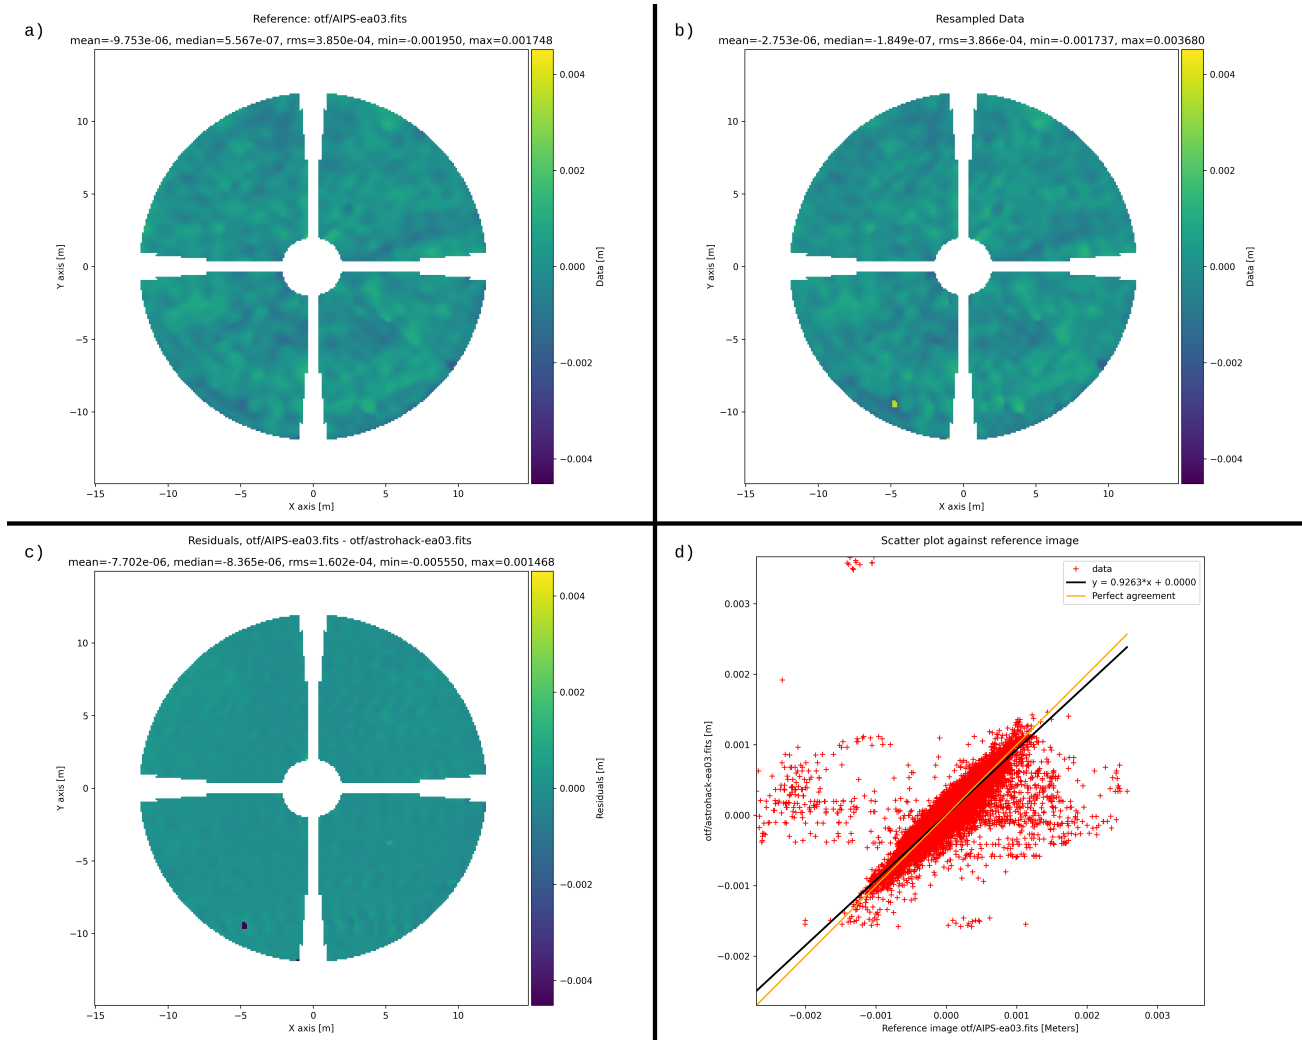 a)
Reference: otf/AIPS-ea03.fits
mean=-9.753e-06, median=5.567e-07, rms=3.850e-04, min=-0.001950, max=0.001748
Y axis [m]
10
5
0
−5
−10
−15
−10
−5
0
5
10
X axis [m]
0.004
0.002
0.000
−0.002
−0.004
Data [m]
b)
Resampled Data
mean=-2.753e-06, median=-1.849e-07, rms=3.866e-04, min=-0.001737, max=0.003680
Y axis [m]
10
5
0
−5
−10
−15
−10
−5
0
5
10
X axis [m]
0.004
0.002
0.000
−0.002
−0.004
Data [m]
c)
Residuals, otf/AIPS-ea03.fits - otf/astrohack-ea03.fits
mean=-7.702e-06, median=-8.365e-06, rms=1.602e-04, min=-0.005550, max=0.001468
Y axis [m]
10
5
0
−5
−10
−15
−10
−5
0
5
10
X axis [m]
0.004
0.002
0.000
−0.002
−0.004
Residuals [m]
d)
Scatter plot against reference image
data
y = 0.9263*x + 0.0000
Perfect agreement
otf/astrohack-ea03.fits [m]
0.003
0.002
0.001
0.000
−0.001
−0.002
−0.002
−0.001
0.000
0.001
0.002
0.003
Reference image otf/AIPS-ea03.fits [Meters]